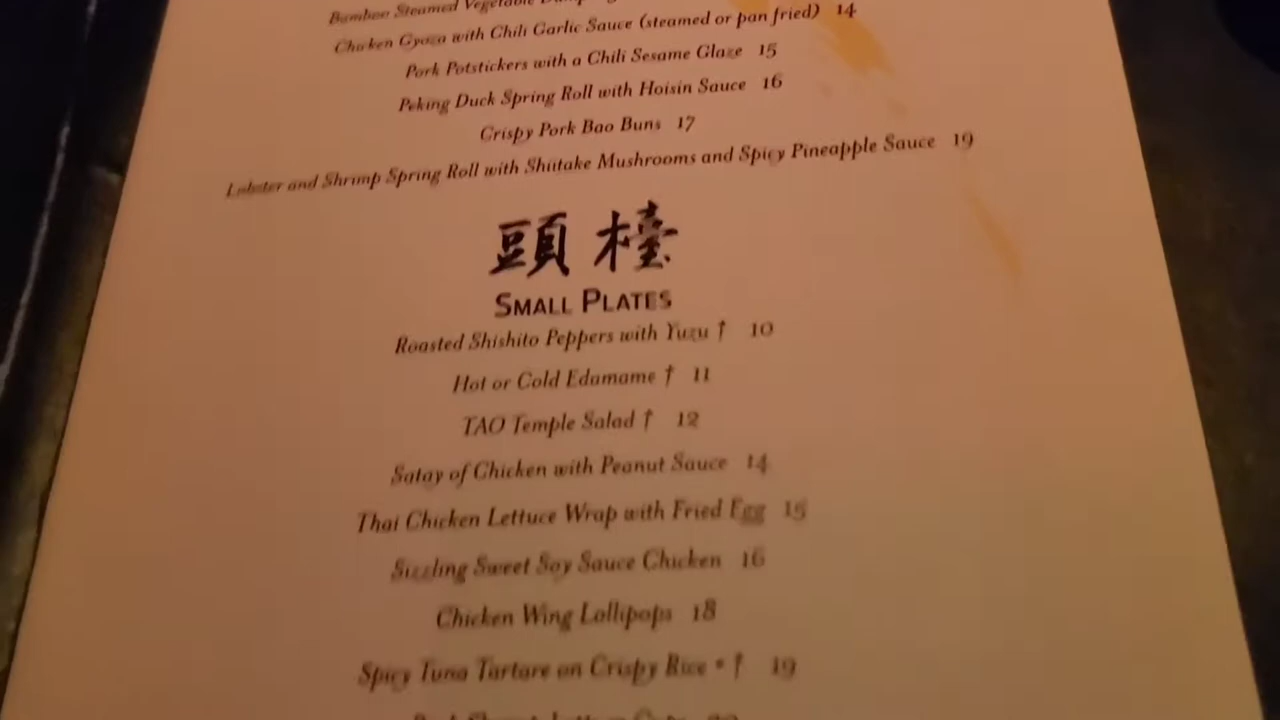 Bamboo Steamed Vegetable
Chicken Gyoza with Chili Garlic Sauce (steamed or pan fried) 14
Pork Potstickers with a Chili Sesame Glaze 15
Peking Duck Spring Roll with Hoisin Sauce 16
Crispy Pork Bao Buns 17
Lobster and Shrimp Spring Roll with Shiitake Mushrooms and Spicy Pineapple Sauce 19
頭檯
SMALL PLATES
Roasted Shishito Peppers with Yuzu † 10
Hot or Cold Edamame † 11
TAO Temple Salad † 12
Satay of Chicken with Peanut Sauce 14
Thai Chicken Lettuce Wrap with Fried Egg 15
Sizzling Sweet Soy Sauce Chicken 16
Chicken Wing Lollipops 18
Spicy Tuna Tartare on Crispy Rice * † 19